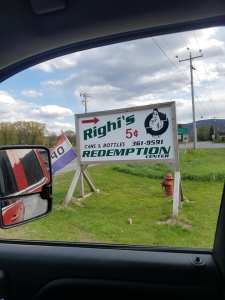 Righi's
5¢
CANS & BOTTLES 361-9591
REDEMPTION
CENTER